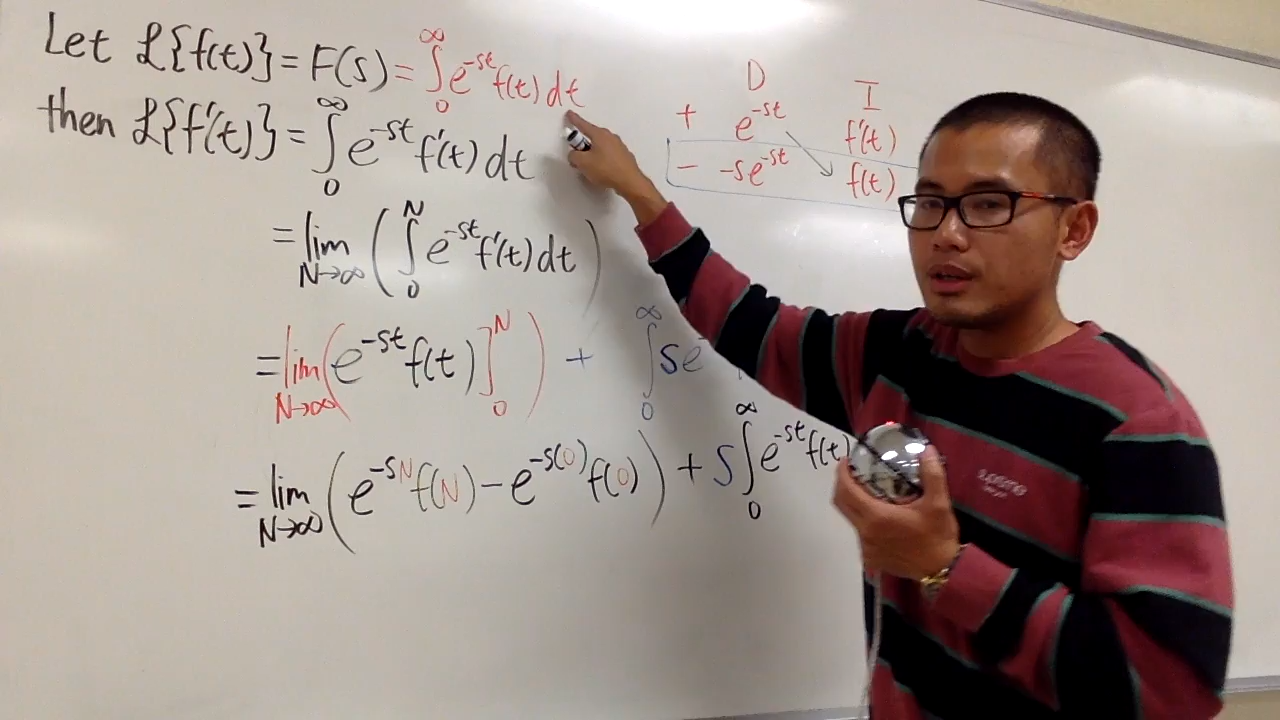 Let ℒ{f(t)} = F(s) = ∫₀^∞ e^{-st} f(t) dt
then ℒ{f'(t)} = ∫₀^∞ e^{-st} f'(t) dt
= lim_{N→∞} ( ∫₀^N e^{-st} f'(t) dt )
= lim_{N→∞} ( e^{-st} f(t) ]₀^N ) + ∫₀^∞ s e^-
= lim_{N→∞} ( e^{-sN} f(N) - e^{-s(0)} f(0) ) + s ∫₀^∞ e^{-st} f(t)
D I
+ e^{-st} f'(t)
- -se^{-st} f(t)